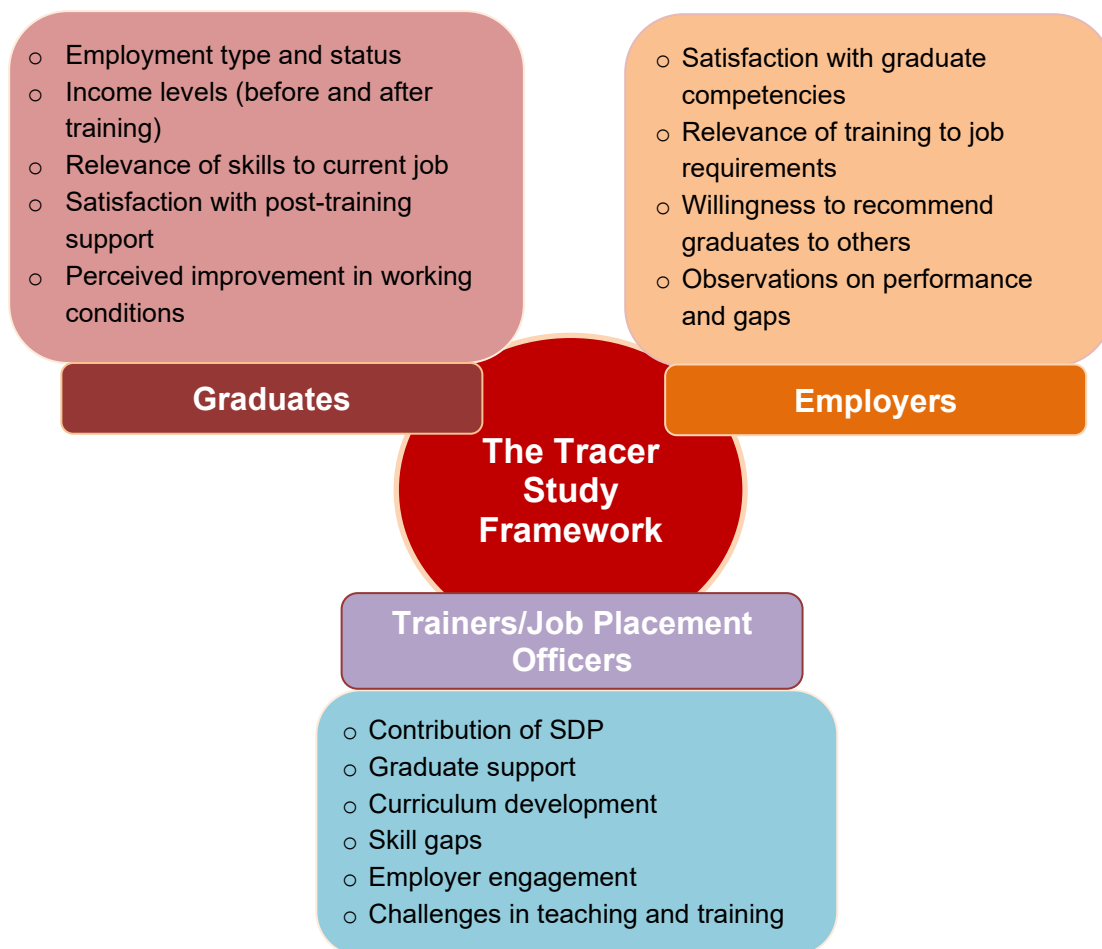 o Employment type and status
o Income levels (before and after
training)
o Relevance of skills to current job
o Satisfaction with post-training
support
o Perceived improvement in working
conditions
Graduates
o Satisfaction with graduate
competencies
o Relevance of training to job
requirements
o Willingness to recommend
graduates to others
o Observations on performance
and gaps
Employers
The Tracer
Study
Framework
Trainers/Job Placement
Officers
o Contribution of SDP
o Graduate support
o Curriculum development
o Skill gaps
o Employer engagement
o Challenges in teaching and training